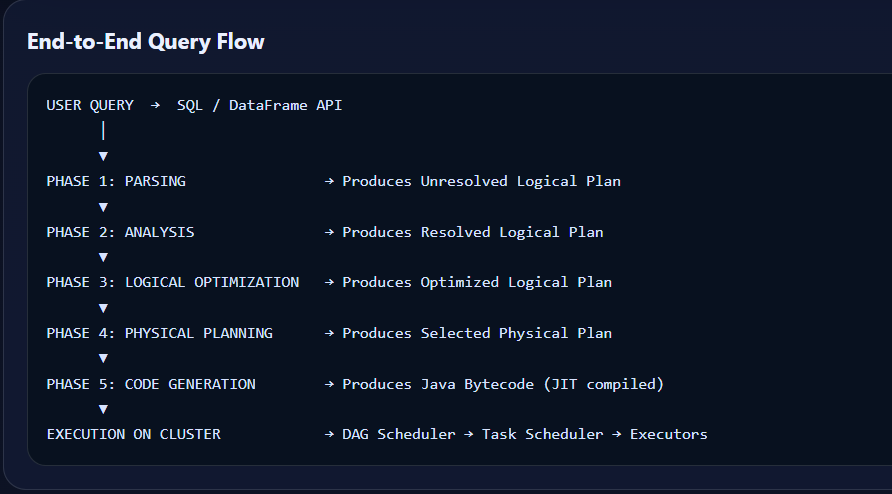 End-to-End Query Flow
USER QUERY → SQL / DataFrame API
│
▼
PHASE 1: PARSING → Produces Unresolved Logical Plan
▼
PHASE 2: ANALYSIS → Produces Resolved Logical Plan
▼
PHASE 3: LOGICAL OPTIMIZATION → Produces Optimized Logical Plan
▼
PHASE 4: PHYSICAL PLANNING → Produces Selected Physical Plan
▼
PHASE 5: CODE GENERATION → Produces Java Bytecode (JIT compiled)
▼
EXECUTION ON CLUSTER → DAG Scheduler → Task Scheduler → Executors